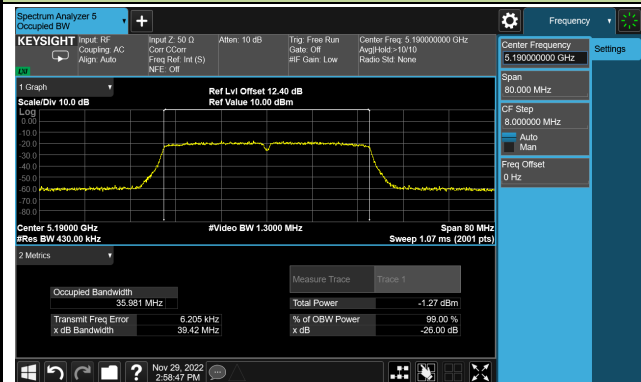 Spectrum Analyzer 5
Occupied BW
Frequency
KEYSIGHT
Input: RF
Coupling: AC
Align: Auto
Input Z: 50 Ω
Corr CCorr
Freq Ref: Int (S)
NFE: Off
Atten: 10 dB
Trig: Free Run
Gate: Off
#IF Gain: Low
Center Freq: 5.190000000 GHz
Avg|Hold:>10/10
Radio Std: None
Center Frequency
5.190000000 GHz
Settings
Span
80.000 MHz
CF Step
8.000000 MHz
Auto
Man
Freq Offset
0 Hz
1 Graph
Scale/Div 10.0 dB
Ref Lvl Offset 12.40 dB
Ref Value 10.00 dBm
Log
0.00
-10.0
-20.0
-30.0
-40.0
-50.0
-60.0
-70.0
-80.0
Center 5.19000 GHz
#Video BW 1.3000 MHz
Span 80 MHz
#Res BW 430.00 kHz
Sweep 1.07 ms (2001 pts)
2 Metrics
Measure Trace
Trace 1
Occupied Bandwidth
35.981 MHz
Total Power
-1.27 dBm
Transmit Freq Error
6.205 kHz
% of OBW Power
99.00 %
x dB Bandwidth
39.42 MHz
x dB
-26.00 dB
?
Nov 29, 2022
2:58:47 PM